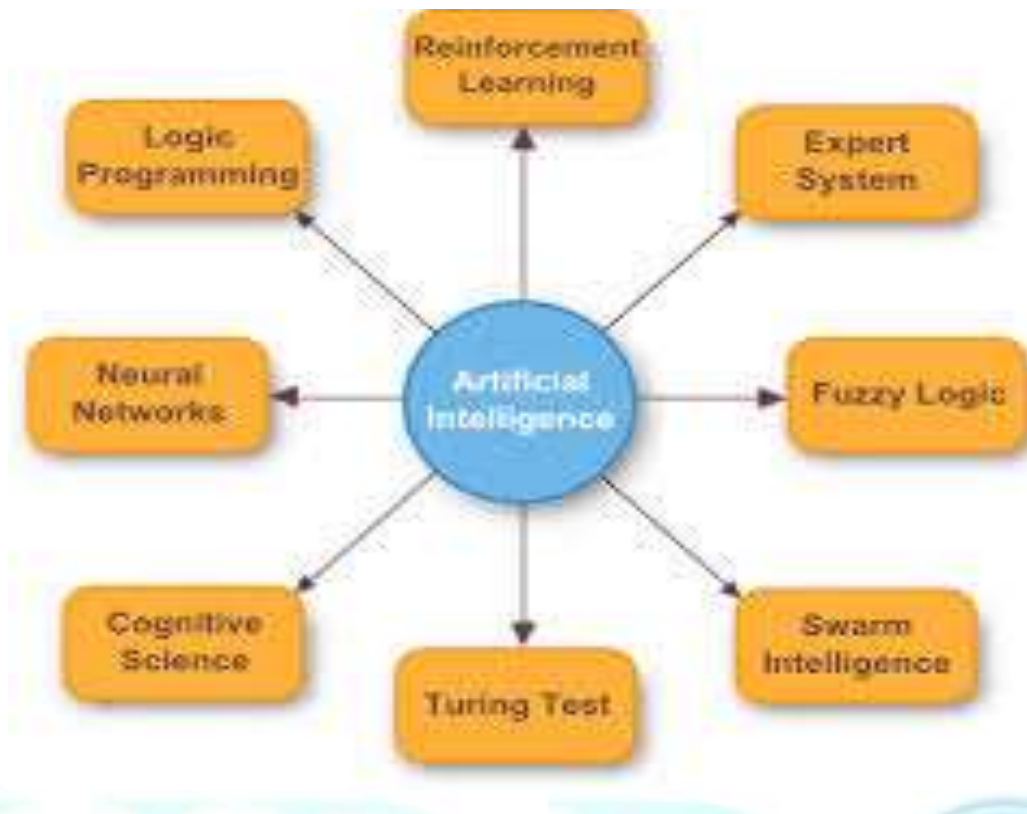 Reinforcement
Learning
Logic
Programming
Expert
System
Neural
Networks
Artificial
Intelligence
Fuzzy Logic
Cognitive
Science
Turing Test
Swarm
Intelligence